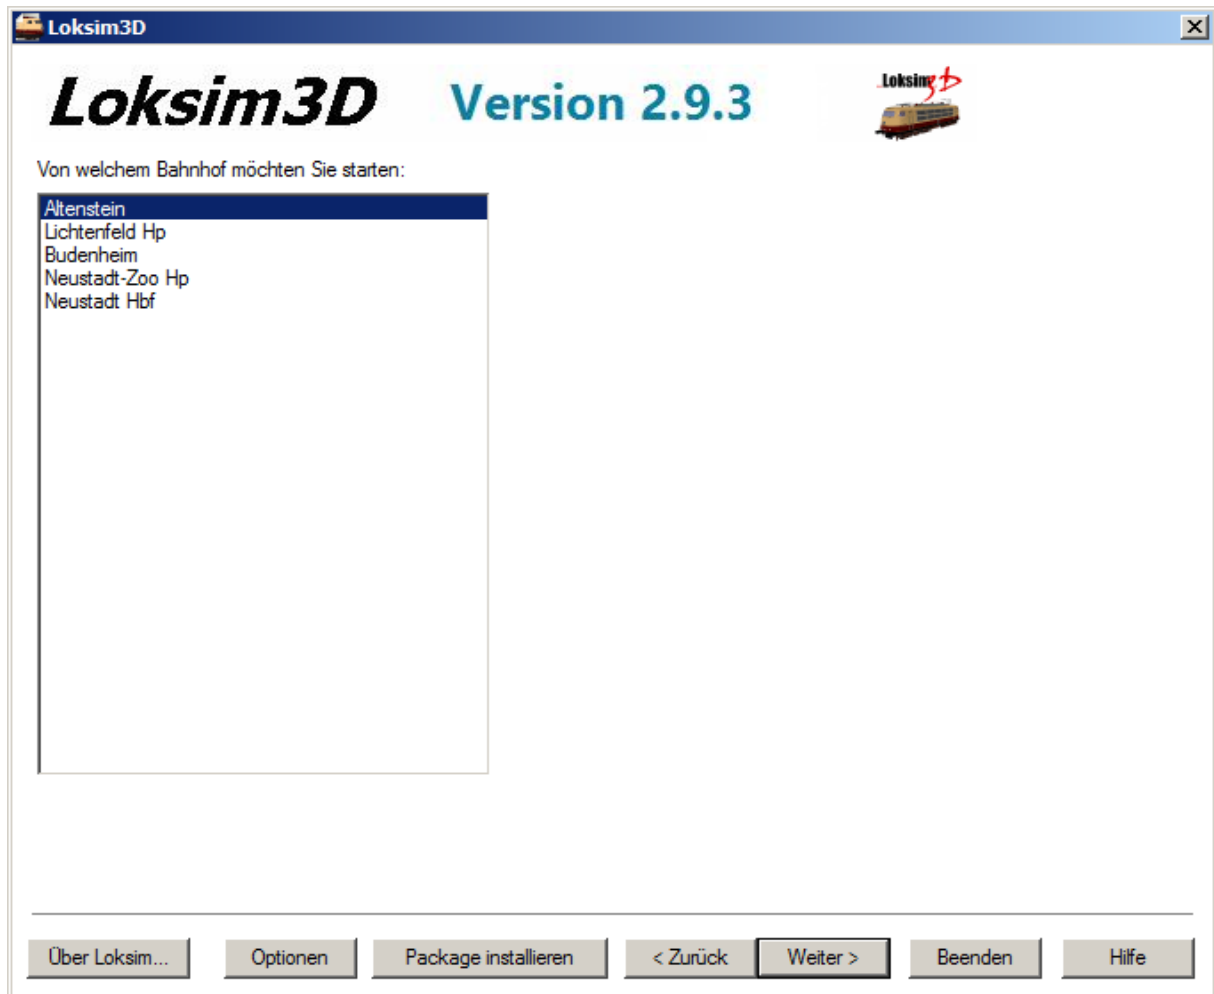 Loksim3D
Loksim3D Version 2.9.3 Loksim3D
Von welchem Bahnhof möchten Sie starten:
Altenstein
Lichtenfeld Hp
Budenheim
Neustadt-Zoo Hp
Neustadt Hbf
Über Loksim... Optionen Package installieren < Zurück Weiter > Beenden Hilfe